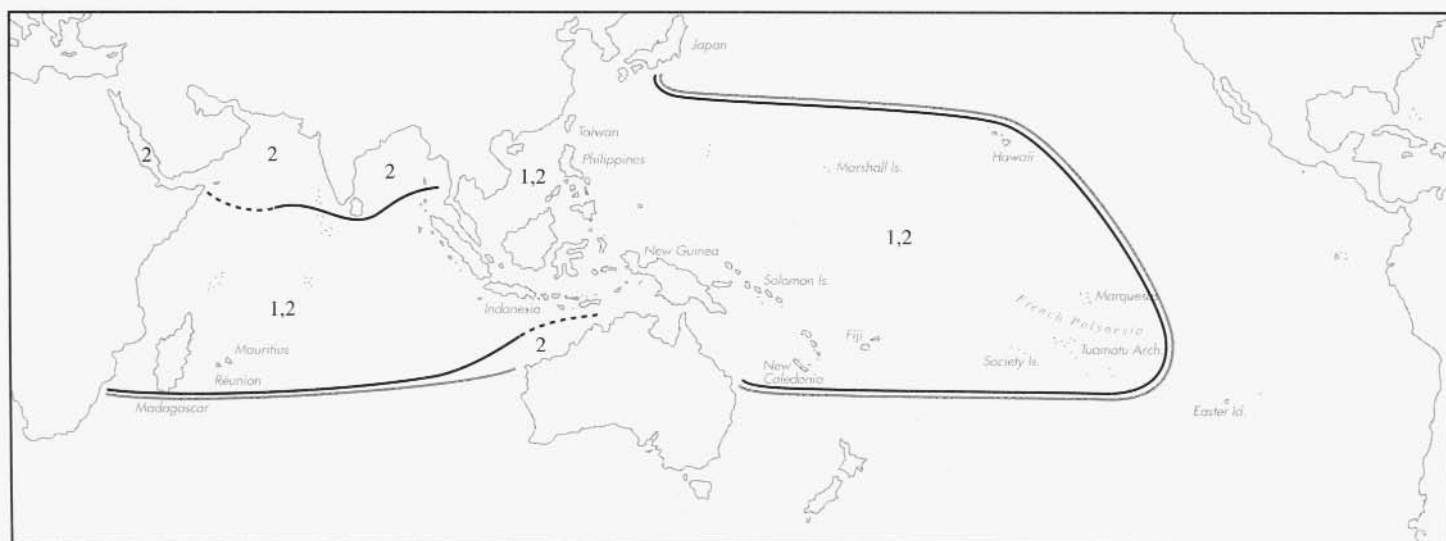 Japan
Taiwan
Philippines
Hawaii
Marshall Is.
2
2
2
1,2
1,2
New Guinea
Solomon Is.
Indonesia
1,2
2
Marquesas
French Polynesia
Fiji
Society Is.
Tuamotu Arch.
New
Caledonia
Mauritius
Réunion
Madagascar
Easter Id.